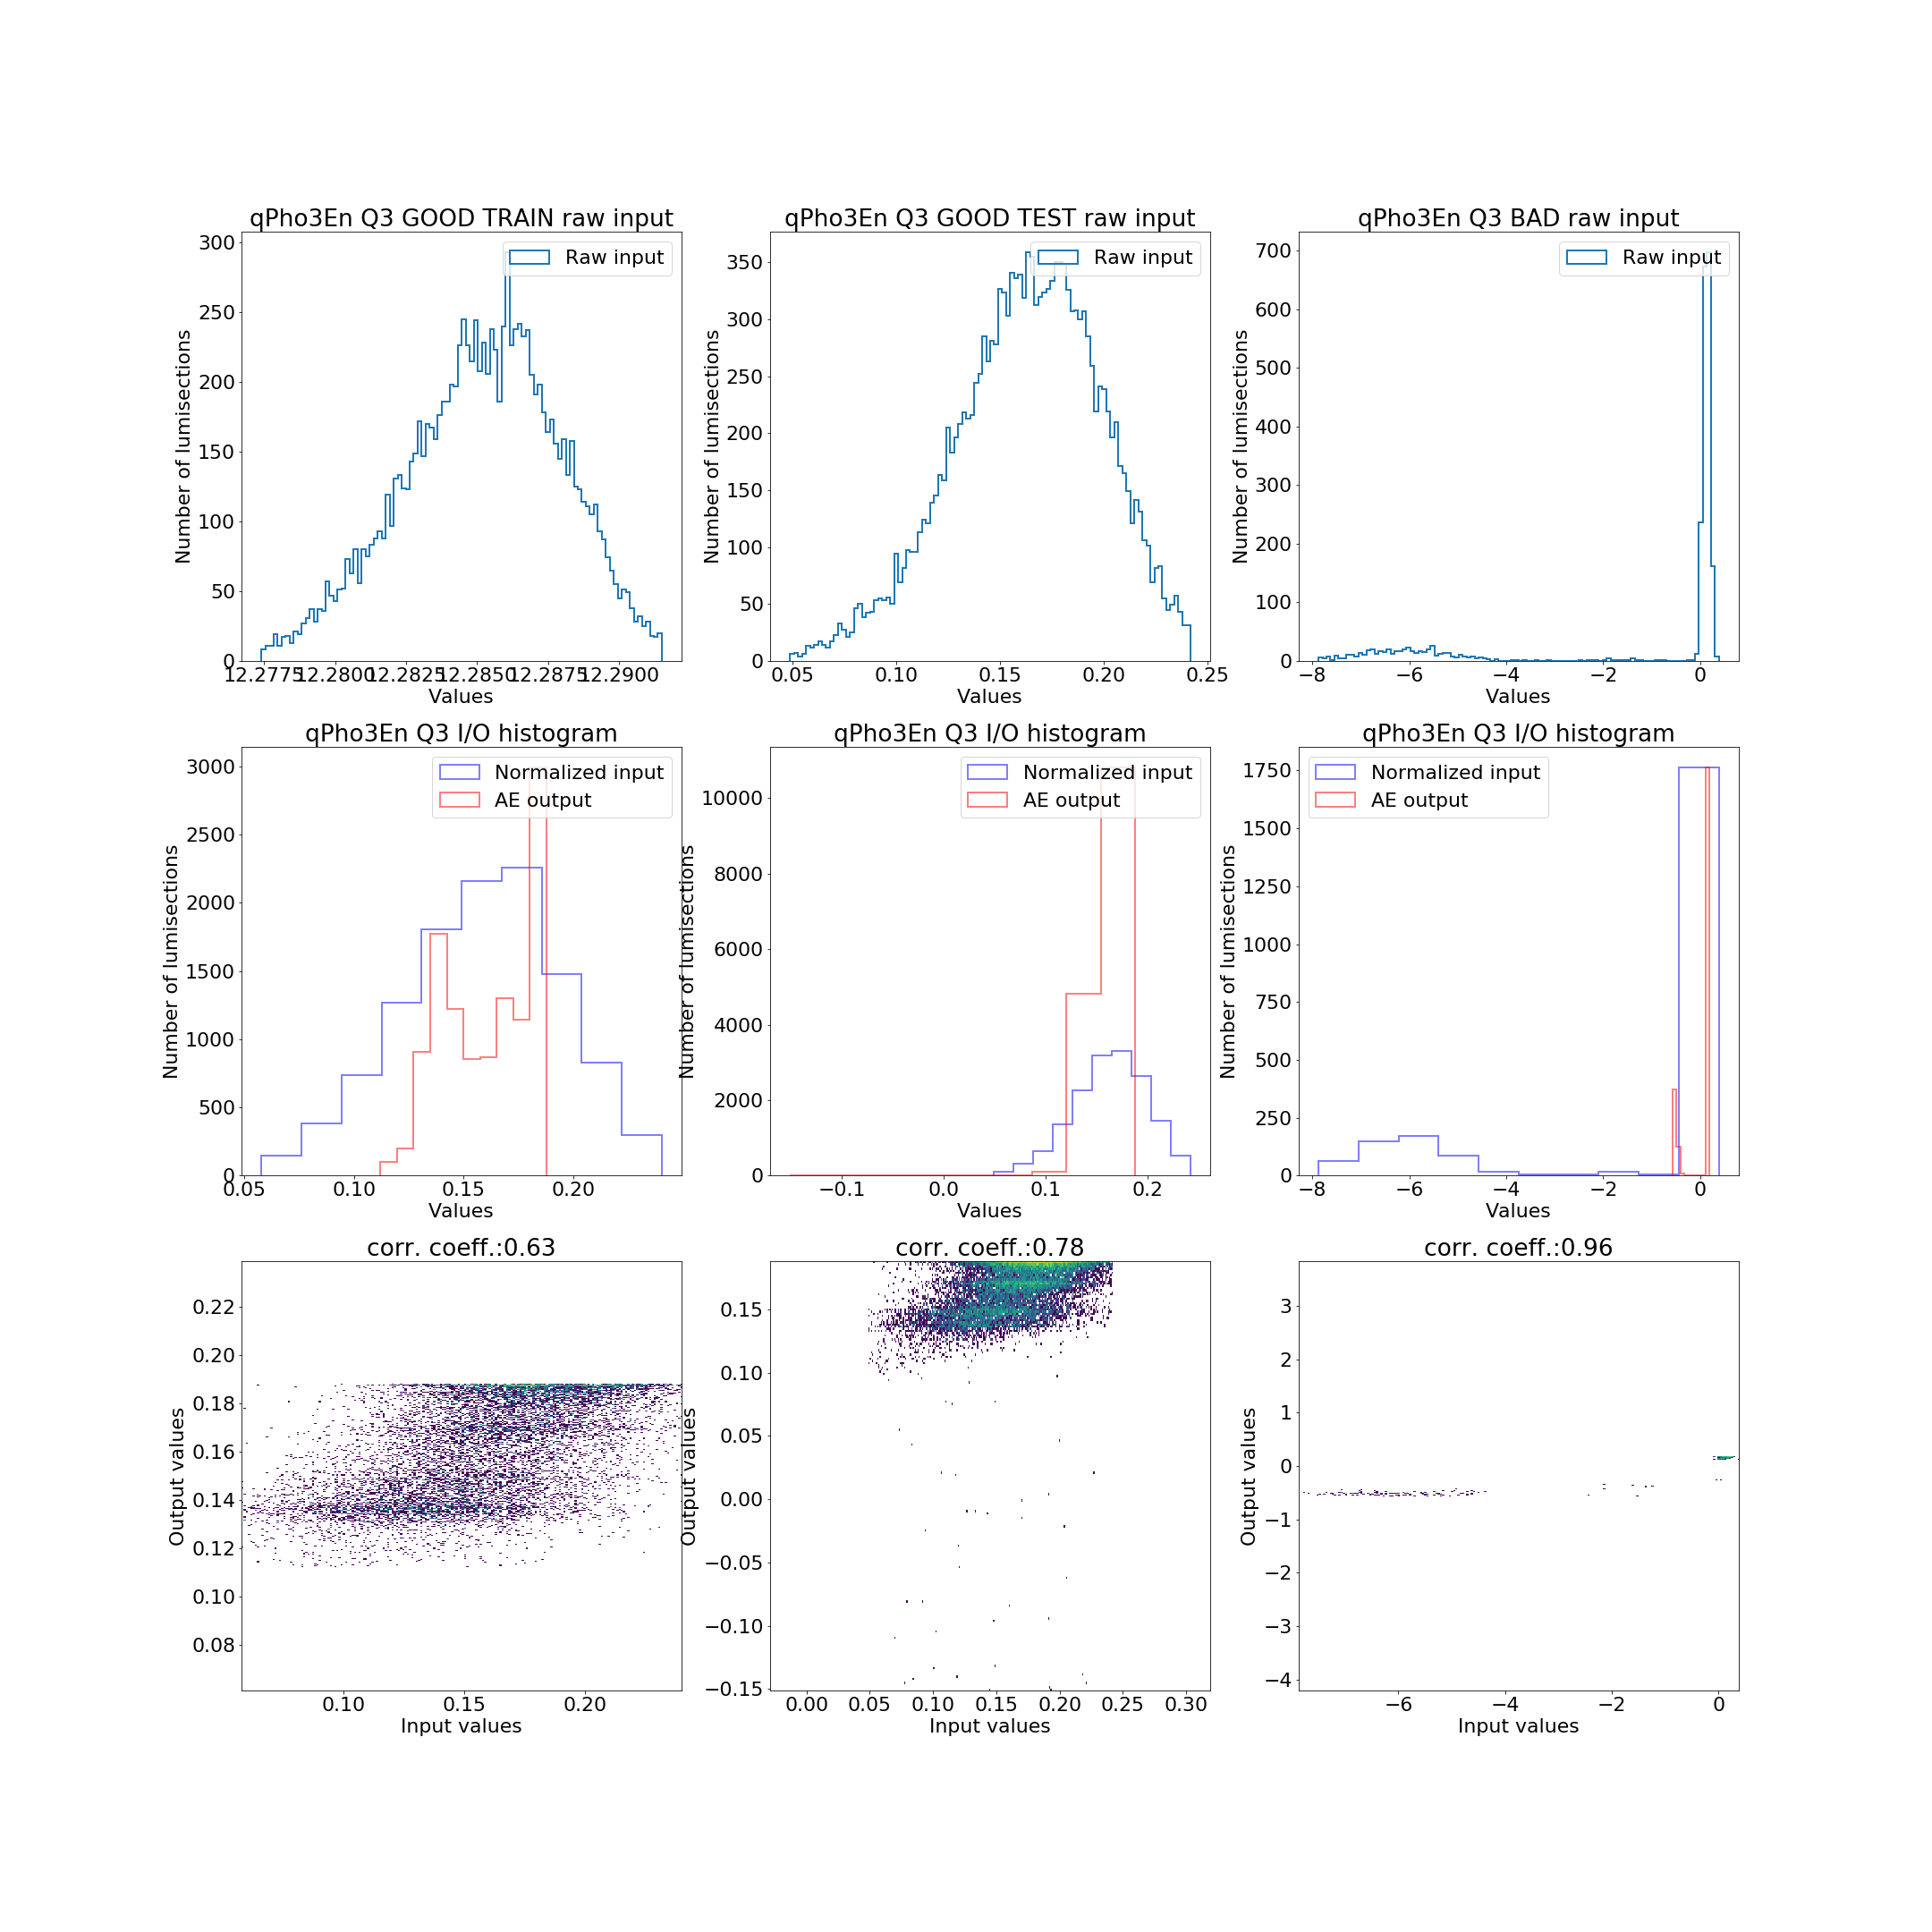 qPho3En Q3 GOOD TRAIN raw input
qPho3En Q3 GOOD TEST raw input
qPho3En Q3 BAD raw input
Raw input
Raw input
Raw input
Number of lumisections
Number of lumisections
Number of lumisections
300
250
200
150
100
50
0
350
300
250
200
150
100
50
0
700
600
500
400
300
200
100
0
12.2775 12.2800 12.2825 12.2850 12.2875 12.2900
0.05 0.10 0.15 0.20 0.25
−8 −6 −4 −2 0
Values
Values
Values
qPho3En Q3 I/O histogram
qPho3En Q3 I/O histogram
qPho3En Q3 I/O histogram
Normalized input
AE output
Normalized input
AE output
Normalized input
AE output
Number of lumisections
Number of lumisections
Number of lumisections
3000
2500
2000
1500
1000
500
0
10000
8000
6000
4000
2000
0
1750
1500
1250
1000
750
500
250
0
0.05 0.10 0.15 0.20
−0.1 0.0 0.1 0.2
−8 −6 −4 −2 0
Values
Values
Values
corr. coeff.:0.63
corr. coeff.:0.78
corr. coeff.:0.96
Output values
Output values
Output values
0.22
0.20
0.18
0.16
0.14
0.12
0.10
0.08
0.15
0.10
0.05
0.00
−0.05
−0.10
−0.15
3
2
1
0
−1
−2
−3
−4
0.10 0.15 0.20
0.00 0.05 0.10 0.15 0.20 0.25 0.30
−6 −4 −2 0
Input values
Input values
Input values